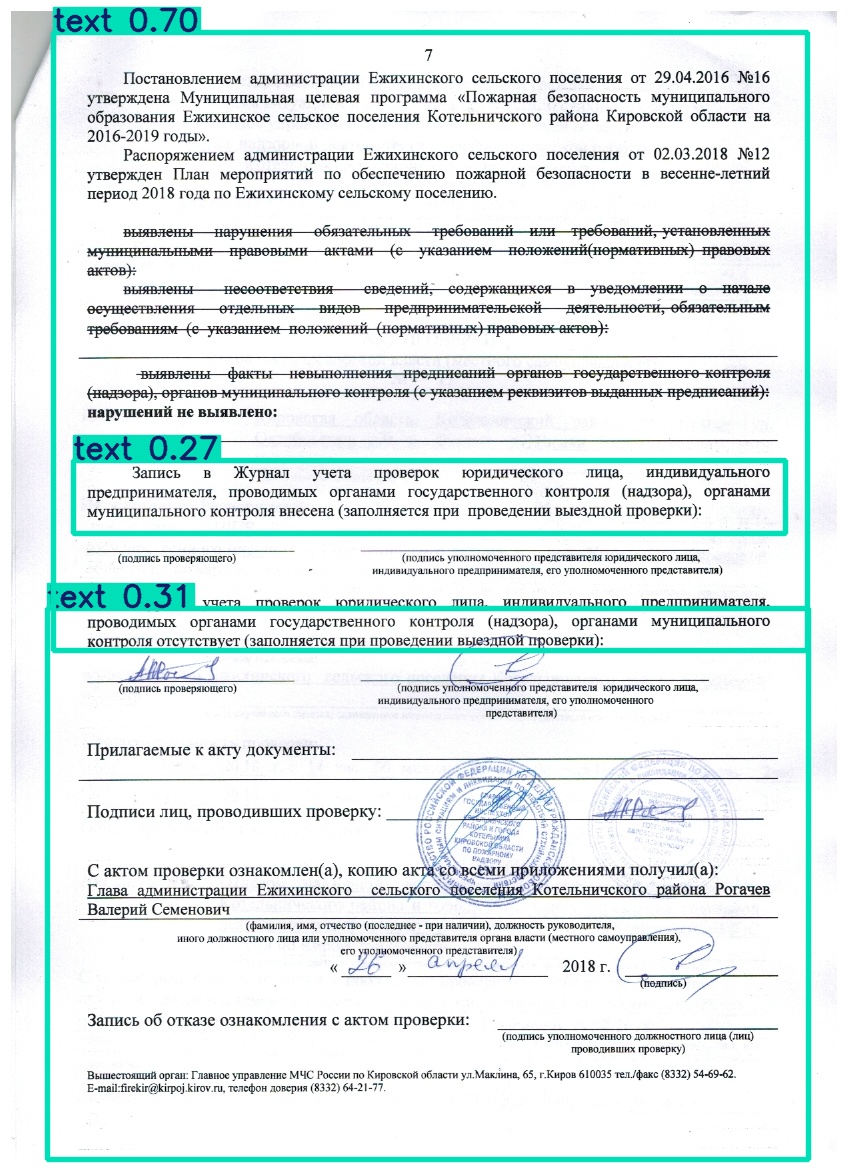 text 0.70
7
Постановлением администрации Ежихинского сельского поселения от 29.04.2016 №16
утверждена Муниципальная целевая программа «Пожарная безопасность муниципального
образования Ежихинское сельское поселения Котельничского района Кировской области на
2016-2019 годы».
Распоряжением администрации Ежихинского сельского поселения от 02.03.2018 №12
утвержден План мероприятий по обеспечению пожарной безопасности в весенне-летний
период 2018 года по Ежихинскому сельскому поселению.
выявлены нарушения обязательных требований или требований, установленных
муниципальными правовыми актами (с указанием положений(нормативных) правовых
актов):
выявлены несоответствия сведений, содержащихся в уведомлении о начале
осуществления отдельных видов предпринимательской деятельности, обязательным
требованиям (с указанием положений (нормативных) правовых актов):
выявлены факты невыполнения предписаний органов государственного контроля
(надзора), органов муниципального контроля (с указанием реквизитов выданных предписаний):
нарушений не выявлено:
text 0.27
Запись в Журнал учета проверок юридического лица, индивидуального
предпринимателя, проводимых органами государственного контроля (надзора), органами
муниципального контроля внесена (заполняется при проведении выездной проверки):
(подпись проверяющего)
(подпись уполномоченного представителя юридического лица,
индивидуального предпринимателя, его уполномоченного представителя)
text 0.31
учета проверок юридического лица, индивидуального предпринимателя,
проводимых органами государственного контроля (надзора), органами муниципального
контроля отсутствует (заполняется при проведении выездной проверки):
(подпись проверяющего)
(подпись уполномоченного представителя юридического лица,
индивидуального предпринимателя, его уполномоченного
представителя)
Прилагаемые к акту документы:
Подписи лиц, проводивших проверку:
С актом проверки ознакомлен(а), копию акта со всеми приложениями получил(а):
Глава администрации Ежихинского сельского поселения Котельничского района Рогачев
Валерий Семенович
(фамилия, имя, отчество (последнее - при наличии), должность руководителя,
иного должностного лица или уполномоченного представителя органа власти (местного самоуправления),
его уполномоченного представителя)
« 26 » апреля 2018 г.
(подпись)
Запись об отказе ознакомления с актом проверки:
(подпись уполномоченного должностного лица (лиц)
проводивших проверку)
Вышестоящий орган: Главное управление МЧС России по Кировской области ул.Маклина, 65, г.Киров 610035 тел./факс (8332) 54-69-62.
E-mail:firekir@kirpoj.kirov.ru, телефон доверия (8332) 64-21-77.